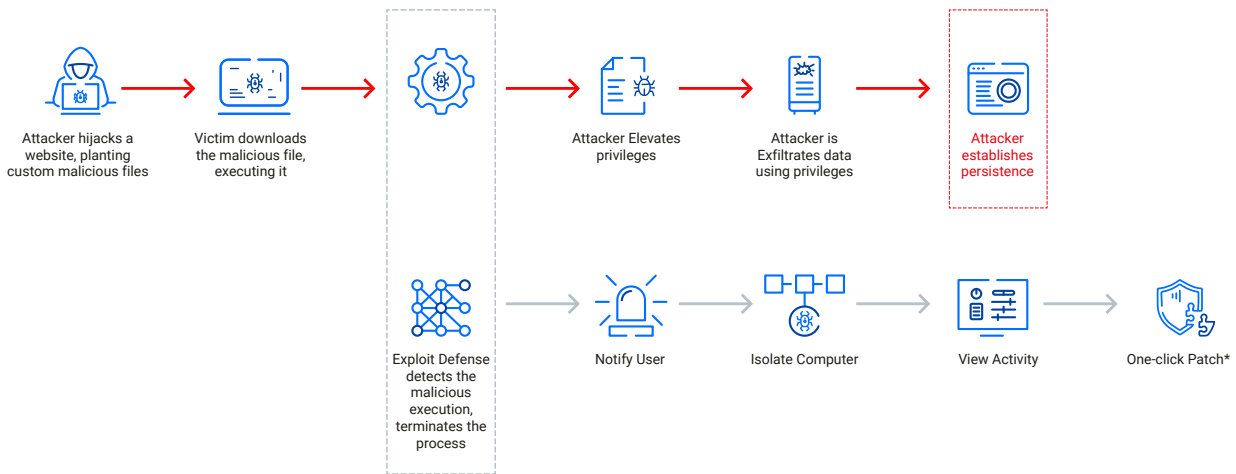 Attacker hijacks a
website, planting
custom malicious files
Victim downloads
the malicious file,
executing it
Attacker Elevates
privileges
Attacker is
Exfiltrates data
using privileges
Attacker
establishes
persistence
Exploit Defense
detects the
malicious
execution,
terminates the
process
Notify User
Isolate Computer
View Activity
One-click Patch*